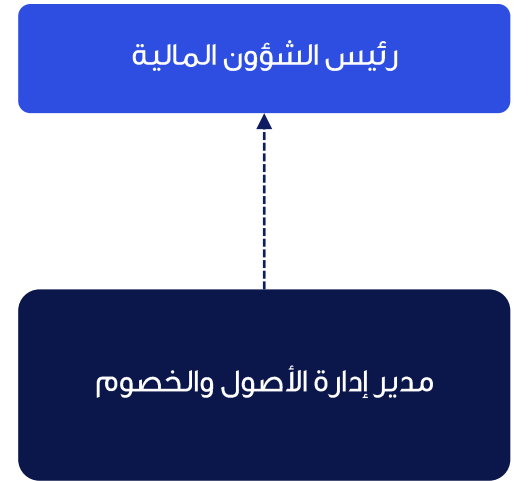 رئيس الشؤون المالية
مدير إدارة الأصول والخصوم